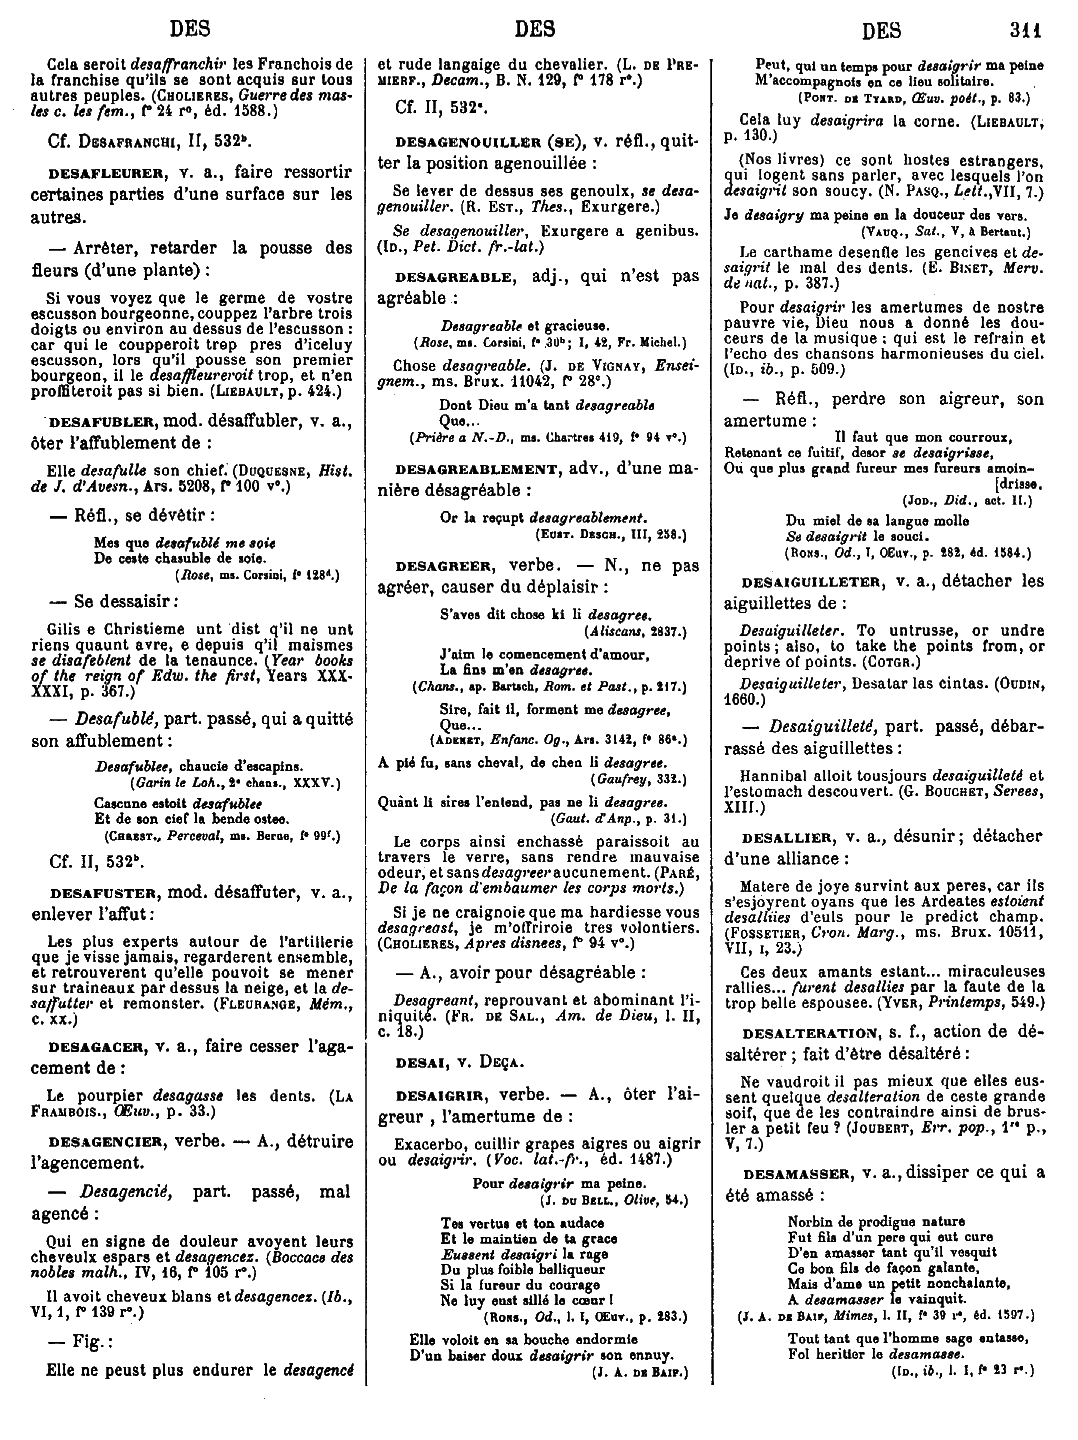 DES
DES
DES 311
Cela seroit desaffranchir les Franchois de
la franchise qu'ils se sont acquis sur tous
autres peuples. (CHOLIERES, Guerre des mas-
les c. les fem., f° 24 r°, éd. 1588.)
Cf. DESAFRANCHI, II, 532ᵇ.
DESAFLEURER, v. a., faire ressortir
certaines parties d'une surface sur les
autres.
— Arrêter, retarder la pousse des
fleurs (d'une plante) :
Si vous voyez que le germe de vostre
escusson bourgeonne, couppez l'arbre trois
doigts ou environ au dessus de l'escusson :
car qui le coupperoit trep pres d'iceluy
escusson, lors qu'il pousse son premier
bourgeon, il le desaffleureroit trop, et n'en
proffiteroit pas si bien. (LIEBAULT, p. 424.)
DESAFUBLER, mod. désaffubler, v. a.,
ôter l'affublement de :
Elle desafulle son chief. (DUQUESNE, Hist.
de J. d'Avesn., Ars. 5208, f° 100 v°.)
— Réfl., se dévêtir :
Mes que desafublé me soie
De ceste chasuble de soie.
(Rose, ms. Corsini, f° 128ᵈ.)
— Se dessaisir :
Gilis e Christieme unt dist q'il ne unt
riens quaunt avre, e depuis q'il maismes
se disafeblent de la tenaunce. (Year books
of the reign of Edw. the first, Years XXX-
XXXI, p. 367.)
— Desafublé, part. passé, qui a quitté
son affublement :
Desafublee, chaucie d'escapins.
(Garin le Loh., 2ᵉ chans., XXXV.)
Cascune estoit desafublee
Et de son cief la bende ostee.
(CHREST., Perceval, ms. Berne, f° 99ᶠ.)
Cf. II, 532ᵇ.
DESAFUSTER, mod. désaffuter, v. a.,
enlever l'affut :
Les plus experts autour de l'artillerie
que je visse jamais, regarderent ensemble,
et retrouverent qu'elle pouvoit se mener
sur traineaux par dessus la neige, et la de-
saffutter et remonster. (FLEURANGE, Mém.,
c. XX.)
DESAGACER, v. a., faire cesser l'aga-
cement de :
Le pourpier desagasse les dents. (LA
FRAMBOIS., Œuv., p. 33.)
DESAGENCIER, verbe. — A., détruire
l'agencement.
— Desagencié, part. passé, mal
agencé :
Qui en signe de douleur avoyent leurs
cheveulx espars et desagencez. (Boccace des
nobles malh., IV, 16, f° 105 r°.)
Il avoit cheveux blans et desagencez. (Ib.,
VI, 1, f° 139 r°.)
— Fig. :
Elle ne peust plus endurer le desagencé
et rude langaige du chevalier. (L. DE PRE-
MIERF., Decam., B. N. 129, f° 178 r°.)
Cf. II, 532ᶜ.
DESAGENOUILLER (SE), v. réfl., quit-
ter la position agenouillée :
Se lever de dessus ses genoulx, se desa-
genouiller. (R. EST., Thes., Exurgere.)
Se desagenouiller, Exurgere a genibus.
(ID., Pet. Dict. fr.-lat.)
DESAGREABLE, adj., qui n'est pas
agréable :
Desagreable et gracieuse.
(Rose, ms. Corsini, f° 30ᵇ; I, 42, Fr. Michel.)
Chose desgreable. (J. DE VIGNAY, Ensei-
gnem., ms. Brux. 11042, f° 28ᶜ.)
Dont Dieu m'a tant desagreable
Que...
(Prière a N.-D., ms. Chartres 419, f° 94 v°.)
DESAGREABLEMENT, adv., d'une ma-
nière désagréable :
Or la reçupt desagreablement.
(EUST. DESCH., III, 258.)
DESAGREER, verbe. — N., ne pas
agréer, causer du déplaisir :
S'aves dit chose ki li desagree.
(Aliscans, 2837.)
J'aim le comencement d'amour,
La fins m'en desagree.
(Chans., ap. Bartsch, Rom. et Past., p. 217.)
Sire, fait il, forment me desagree,
Que...
(ADENET, Enfanc. Og., Ars. 3142, f° 86ᵃ.)
A pié fu, sans cheval, de chen li desagree.
(Gaufrey, 332.)
Quant li sires l'entend, pas ne li desagree.
(Gaut. d'Anp., p. 31.)
Le corps ainsi enchassé paraissoit au
travers le verre, sans rendre mauvaise
odeur, et sans desagreer aucunement. (PARÉ,
De la façon d'embaumer les corps morts.)
Si je ne craignoie que ma hardiesse vous
desagreast, je m'offriroie tres volontiers.
(CHOLIERES, Apres disnees, f° 94 v°.)
— A., avoir pour désagréable :
Desagreant, reprouvant et abominant l'i-
niquité. (FR. DE SAL., Am. de Dieu, l. II,
c. 18.)
DESAI, v. DEÇA.
DESAIGRIR, verbe. — A., ôter l'ai-
greur , l'amertume de :
Exacerbo, cuillir grapes aigres ou aigrir
ou desaigrir. (Voc. lat.-fr., éd. 1487.)
Pour desaigrir ma peine.
(J. DU BELL., Olive, 54.)
Tes vertus et ton audace
Et le maintien de ta grace
Eussent desaigri la rage
Du plus foible belliqueur
Si la fureur du courage
Ne luy eust sillé le cœur !
(RONS., Od., l. I, Œuv., p. 283.)
Elle voloit en sa bouche endormie
D'un baiser doux desaigrir son ennuy.
(J. A. DE BAIF.)
Peut, qui un temps pour desaigrir ma peine
M'accompagnois en ce lieu solitaire.
(PONT. DE TYARD, Œuv. poét., p. 83.)
Cela luy desaigrira la corne. (LIEBAULT,
p. 130.)
(Nos livres) ce sont hostes estrangers,
qui logent sans parler, avec lesquels l'on
desaigrit son soucy. (N. PASQ., Lett., VII, 7.)
Je desaigry ma peine en la douceur des vers.
(VAUQ., Sat., V, à Bertaut.)
Le carthame desenfle les gencives et de-
saigrit le mal des dents. (E. BINET, Merv.
de nat., p. 387.)
Pour desaigrir les amertumes de nostre
pauvre vie, Dieu nous a donné les dou-
ceurs de la musique ; qui est le refrain et
l'echo des chansons harmonieuses du ciel.
(ID., ib., p. 509.)
— Réfl., perdre son aigreur, son
amertume :
Il faut que mon courroux,
Retenant ce fuitif, desor se desaigrisse,
Ou que plus grand fureur mes fureurs amoin-
[drisse.
(JOD., Did., act. II.)
Du miel de sa langue molle
Se desaigrit le souci.
(RONS., Od., I, Œuv., p. 282, éd. 1584.)
DESAIGUILLETER, v. a., détacher les
aiguillettes de :
Desaiguilleter. To untrusse, or undre
points ; also, to take the points from, or
deprive of points. (COTGR.)
Desaiguilleter, Desatar las cintas. (OUDIN,
1660.)
— Desaiguilleté, part. passé, débar-
rassé des aiguillettes :
Hannibal alloit tousjours desaiguilleté et
l'estomach descouvert. (G. BOUCHET, Serees,
XIII.)
DESALLIER, v. a., désunir ; détacher
d'une alliance :
Matere de joye survint aux peres, car ils
s'esjoyrent oyans que les Ardeates estoient
desalliies d'euls pour le predict champ.
(FOSSETIER, Cron. Marg., ms. Brux. 10511,
VII, I, 23.)
Ces deux amants estant... miraculeuses
rallies... furent desallies par la faute de la
trop belle espousee. (YVER, Printemps, 549.)
DESALTERATION, s. f., action de dé-
saltérer ; fait d'être désaltéré :
Ne vaudroit il pas mieux que elles eus-
sent quelque desalteration de ceste grande
soif, que de les contraindre ainsi de brus-
ler a petit feu ? (JOUBERT, Err. pop., 1ʳᵉ p.,
V, 7.)
DESAMASSER, v. a., dissiper ce qui a
été amassé :
Norbin de prodigue nature
Fut fils d'un pere qui eut cure
D'en amasser tant qu'il vesquit
Ce bon fils de façon galante,
Mais d'ame un petit nonchalante,
A desamasser le vainquit.
(J. A. DE BAIF, Mimes, l. II, f° 39 r°, éd. 1597.)
Tout tant que l'homme sage entasse,
Fol heritier le desamasse.
(ID., ib., l. I, f° 23 r°.)